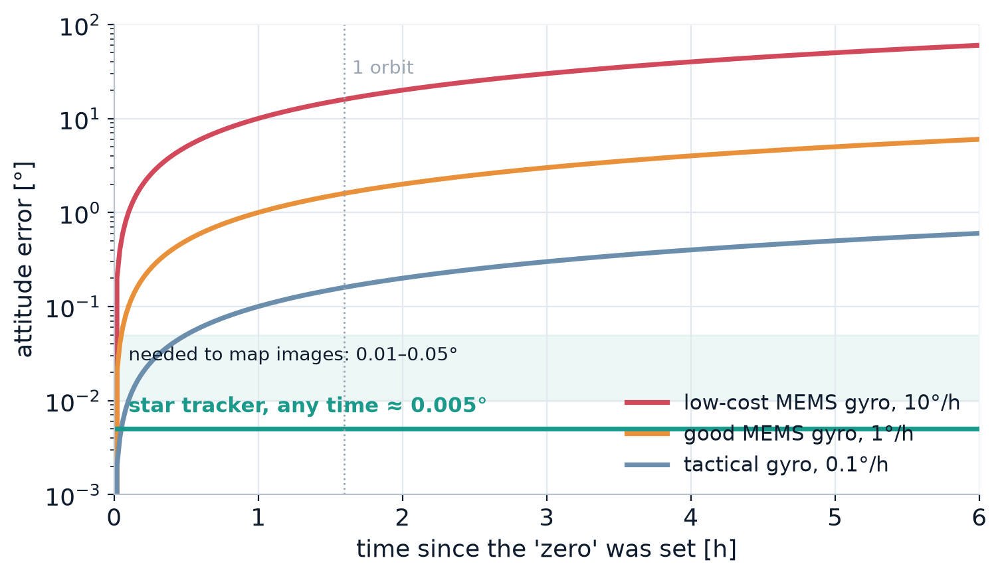 10²
10¹
10⁰
10⁻¹
10⁻²
10⁻³
attitude error [°]
1 orbit
needed to map images: 0.01–0.05°
star tracker, any time ≈ 0.005°
low-cost MEMS gyro, 10°/h
good MEMS gyro, 1°/h
tactical gyro, 0.1°/h
0 1 2 3 4 5 6
time since the 'zero' was set [h]